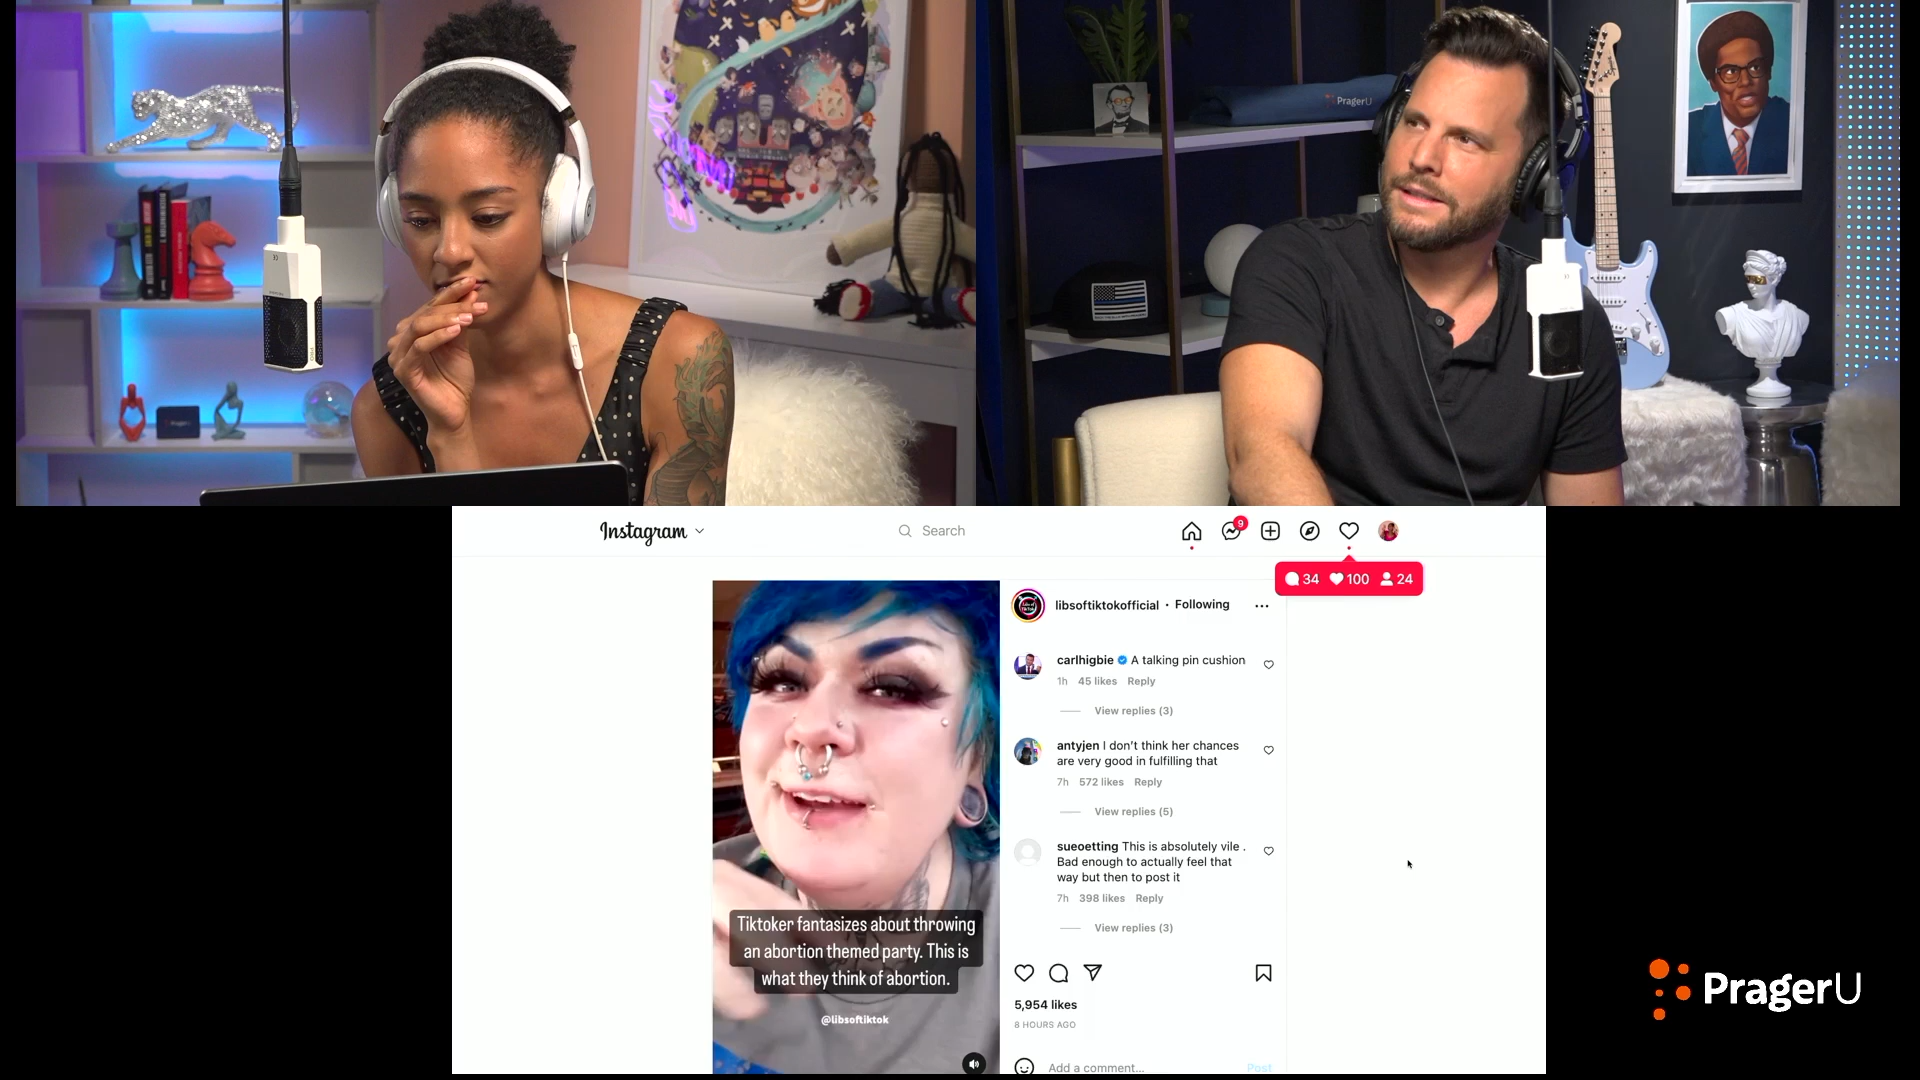 PragerU
PragerU
Instagram
Search
9
34 100 24
libsoftiktokofficial • Following
carlhigbie A talking pin cushion
1h 45 likes Reply
View replies (3)
antyjen I don't think her chances
are very good in fulfilling that
7h 572 likes Reply
View replies (5)
sueoetting This is absolutely vile .
Bad enough to actually feel that
way but then to post it
7h 398 likes Reply
View replies (3)
Tiktoker fantasizes about throwing
an abortion themed party. This is
what they think of abortion.
@libsoftiktok
5,954 likes
8 HOURS AGO
Add a comment... Post
PragerU